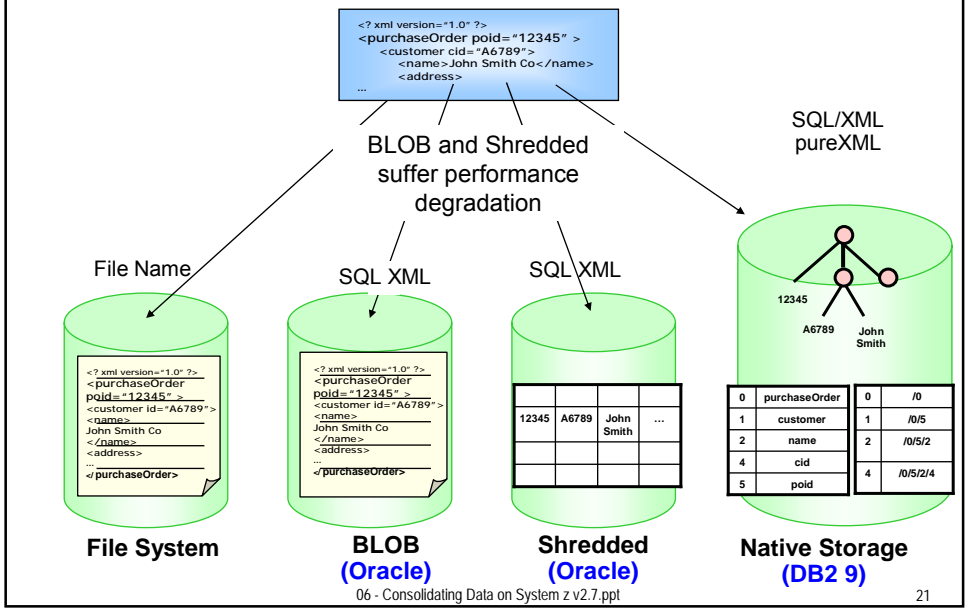 <? xml version="1.0" ?>
<purchaseOrder poid="12345" >
<customer cid="A6789">
<name>John Smith Co</name>
<address>
...
SQL/XML
pureXML
BLOB and Shredded
suffer performance
degradation
File Name
SQL XML
SQL XML
<? xml version="1.0" ?>
<purchaseOrder
poid="12345" >
<customer id="A6789">
<name>
John Smith Co
</name>
<address>
...
</purchaseOrder>
<? xml version="1.0" ?>
<purchaseOrder
poid="12345" >
<customer id="A6789">
<name>
John Smith Co
</name>
<address>
...
</purchaseOrder>
12345 A6789 John ...
Smith
12345
A6789 John
Smith
0 purchaseOrder
1 customer
2 name
4 cid
5 poid
0 /0
1 /0/5
2 /0/5/2
4 /0/5/2/4
File System
BLOB
(Oracle)
Shredded
(Oracle)
Native Storage
(DB2 9)
06 - Consolidating Data on System z v2.7.ppt
21